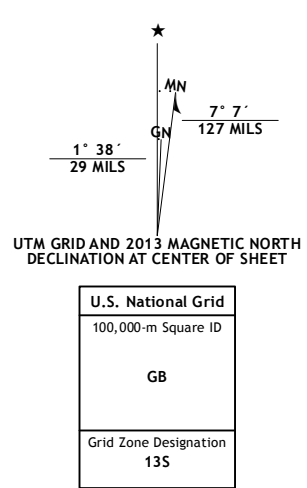 ★
MN
7° 7´
127 MILS
GN
1° 38´
29 MILS
UTM GRID AND 2013 MAGNETIC NORTH
DECLINATION AT CENTER OF SHEET
U.S. National Grid
100,000-m Square ID
GB
Grid Zone Designation
13S